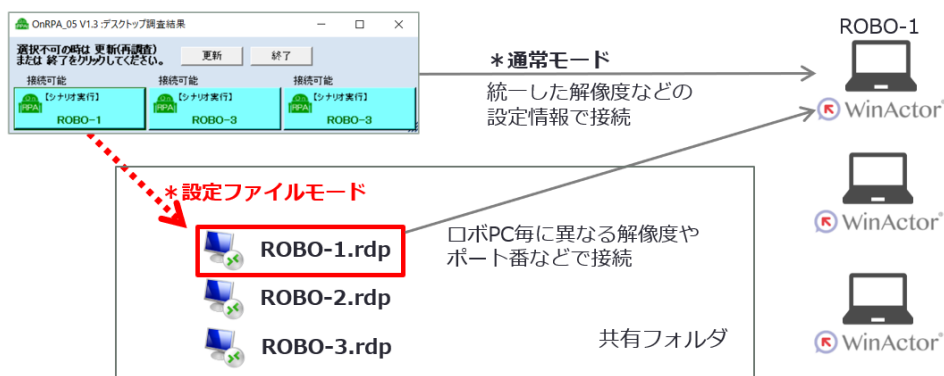 OnRPA_05 V1.3 :デスクトップ調査結果
選択不可の時は 更新(再調査)
または 終了をクリックしてください。
更新
終了
接続可能
接続可能
接続可能
【シナリオ実行】
【シナリオ実行】
【シナリオ実行】
RPA
RPA
RPA
ROBO-1
ROBO-3
ROBO-3
*通常モード
統一した解像度などの
設定情報で接続
ROBO-1
WinActor®
WinActor®
WinActor®
*設定ファイルモード
ROBO-1.rdp
ROBO-2.rdp
ROBO-3.rdp
ロボPC毎に異なる解像度や
ポート番などで接続
共有フォルダ